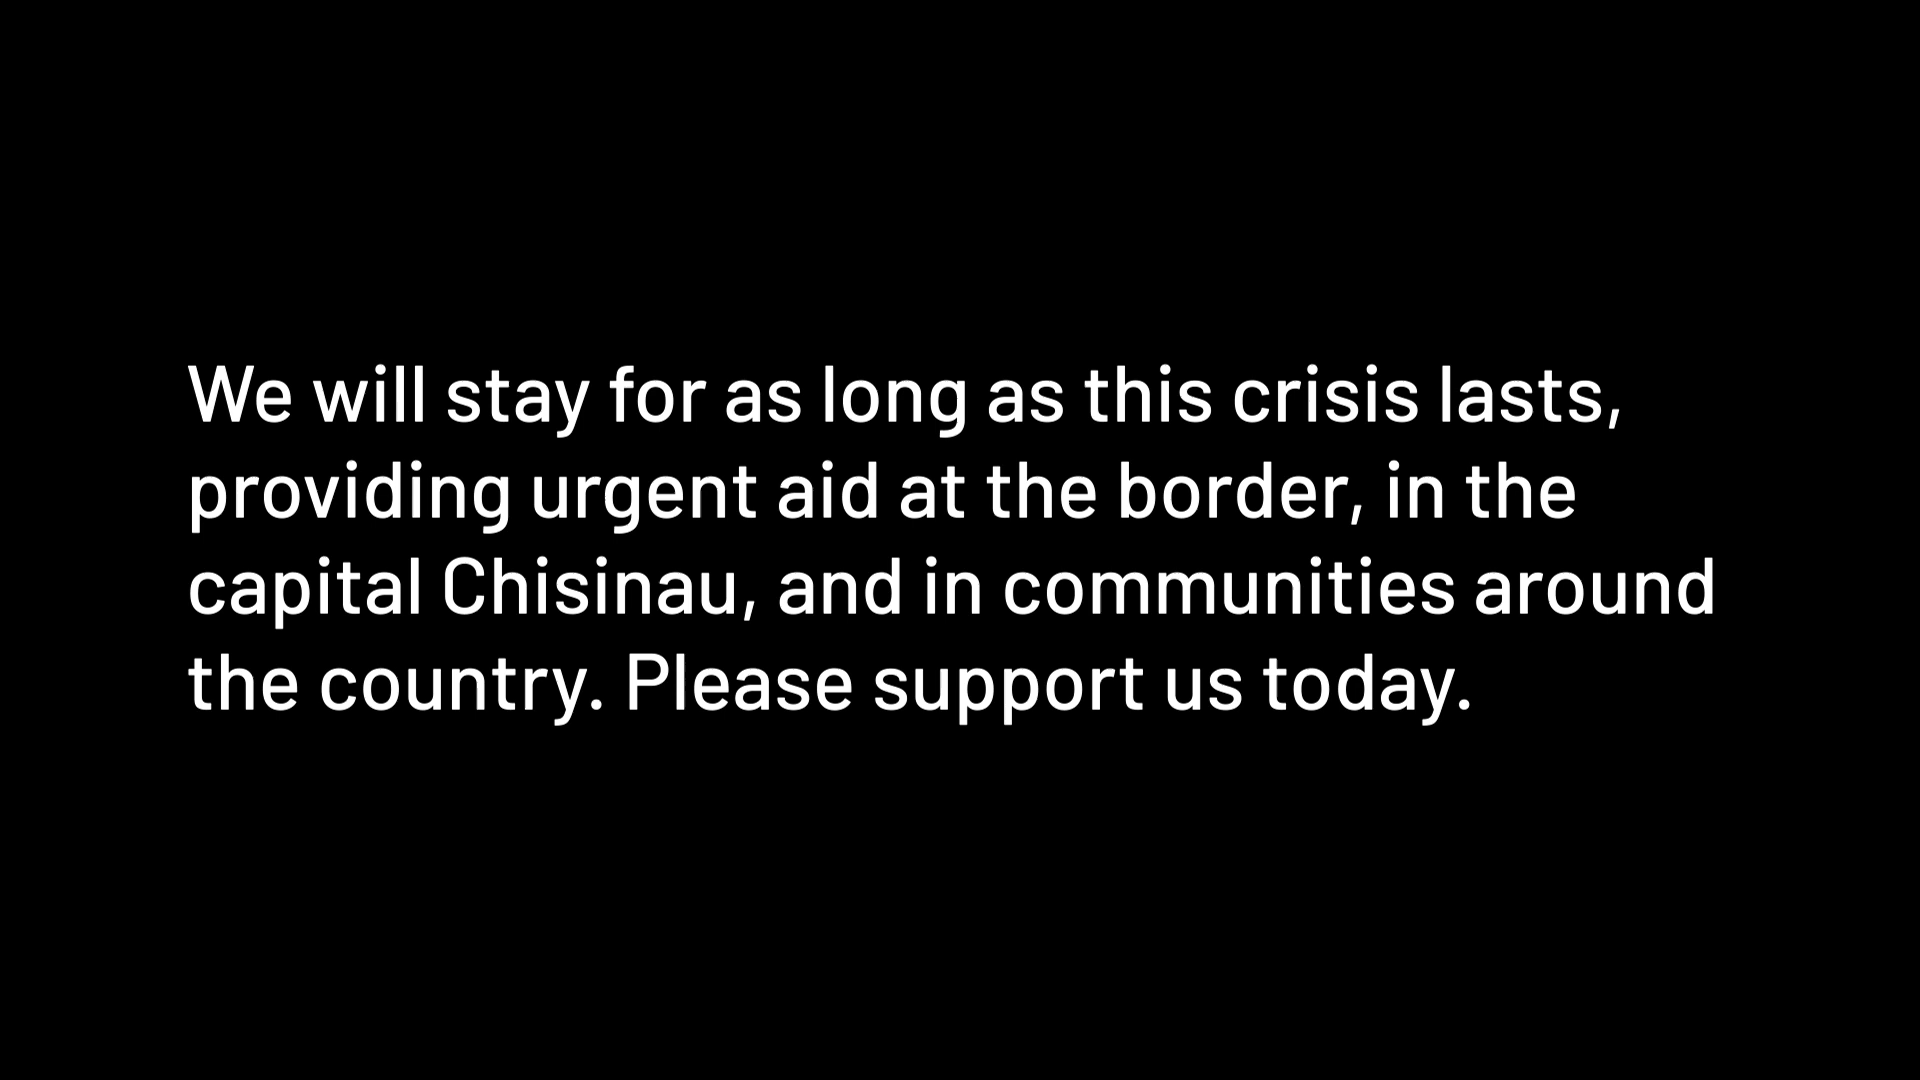 We will stay for as long as this crisis lasts,
providing urgent aid at the border, in the
capital Chisinau, and in communities around
the country. Please support us today.